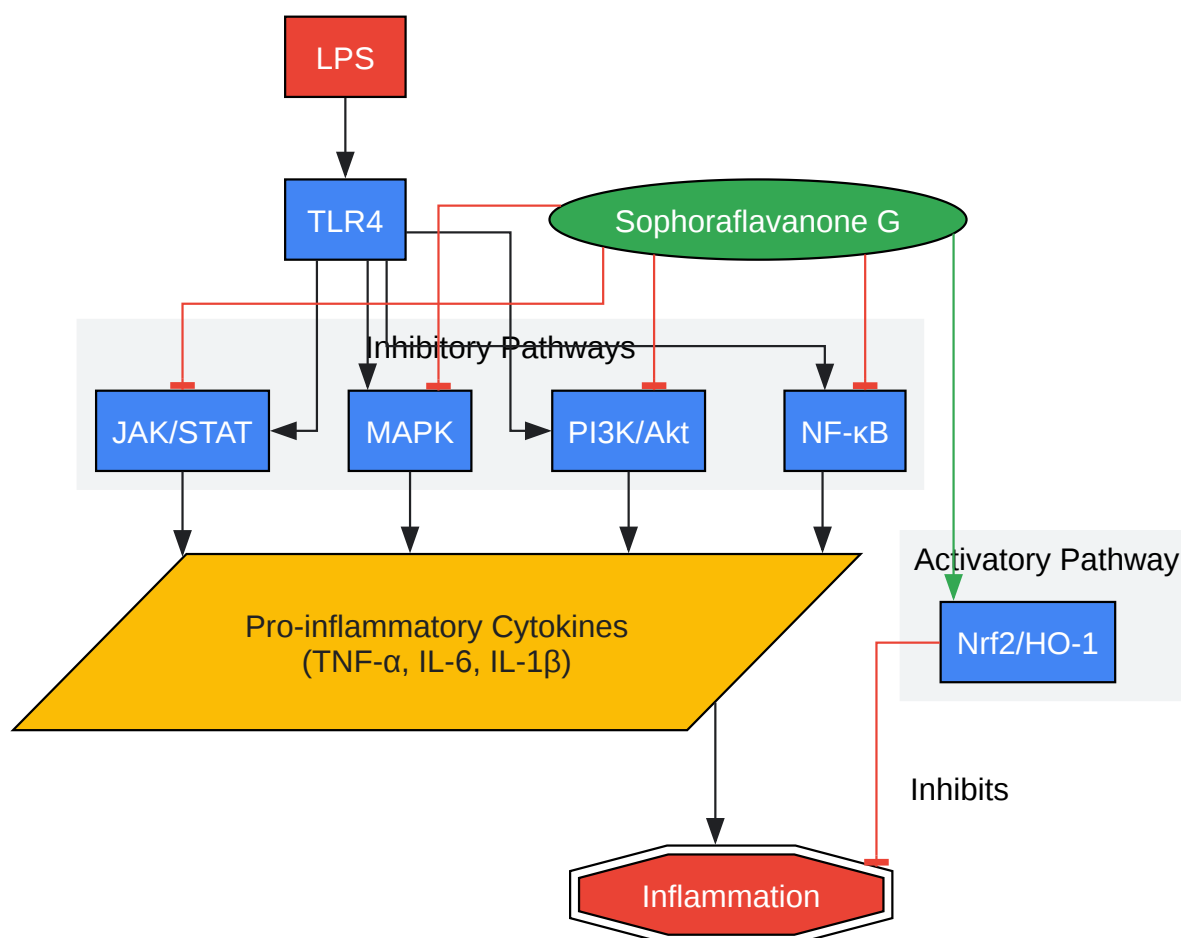 LPS
TLR4
Sophoraflavanone G
Inhibitory Pathways
JAK/STAT
MAPK
PI3K/Akt
NF-κB
Activatory Pathway
Pro-inflammatory Cytokines
(TNF-α, IL-6, IL-1β)
Nrf2/HO-1
Inhibits
Inflammation